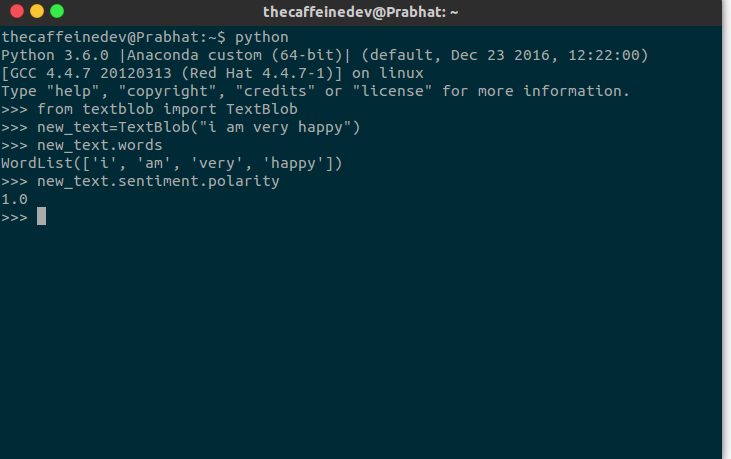 thecaffeinedev@Prabhat: ~
thecaffeinedev@Prabhat:~$ python
Python 3.6.0 |Anaconda custom (64-bit)| (default, Dec 23 2016, 12:22:00)
[GCC 4.4.7 20120313 (Red Hat 4.4.7-1)] on linux
Type "help", "copyright", "credits" or "license" for more information.
>>> from textblob import TextBlob
>>> new_text=TextBlob("i am very happy")
>>> new_text.words
WordList(['i', 'am', 'very', 'happy'])
>>> new_text.sentiment.polarity
1.0
>>>